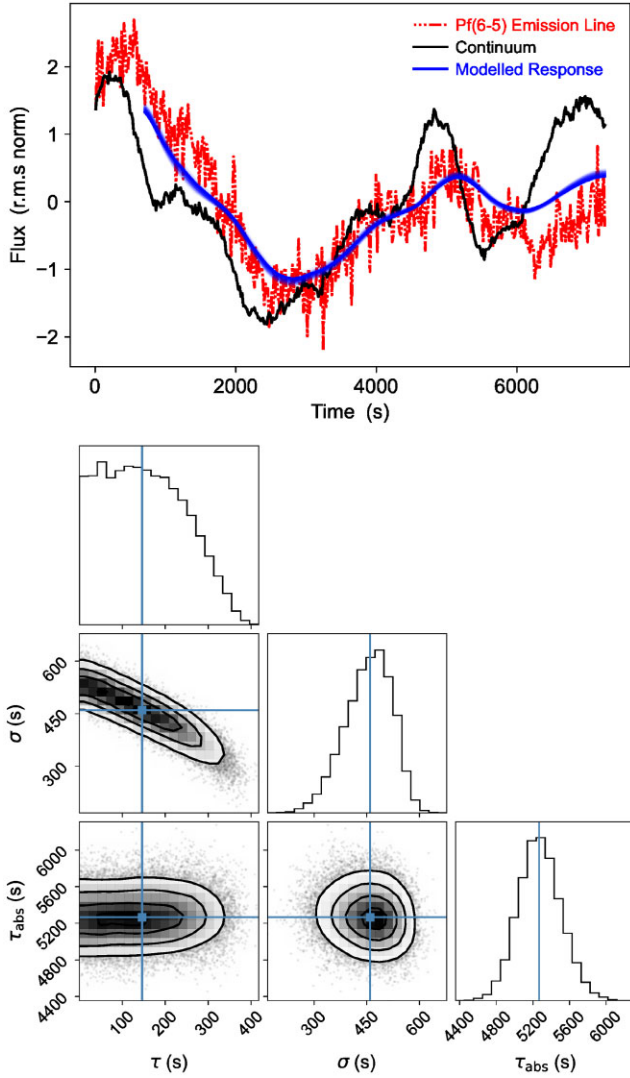 Pf(6-5) Emission Line
Continuum
Modelled Response
Flux (r.m.s norm)
2
1
0
−1
−2
0 2000 4000 6000
Time (s)
σ (s)
600
450
300
τabs (s)
6000
5600
5200
4800
4400
100 200 300 400
τ (s)
300 450 600
σ (s)
4400 4800 5200 5600 6000
τabs (s)